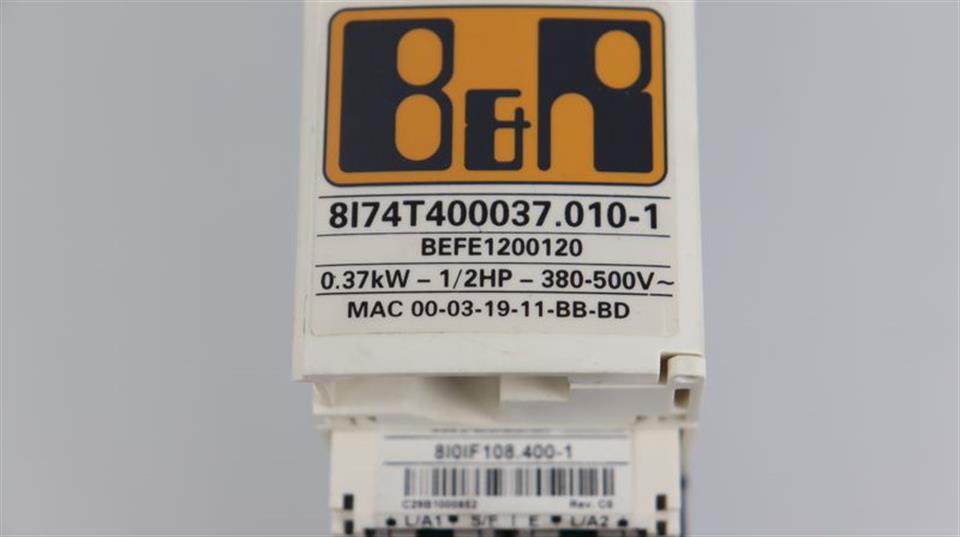 B&R
8I74T400037.010-1
BEFE1200120
0.37kW – 1/2HP – 380-500V~
MAC 00-03-19-11-BB-BD
8I0IF108.400-1
C29B1000852 Rev. C0
L/A1 S/F E L/A2